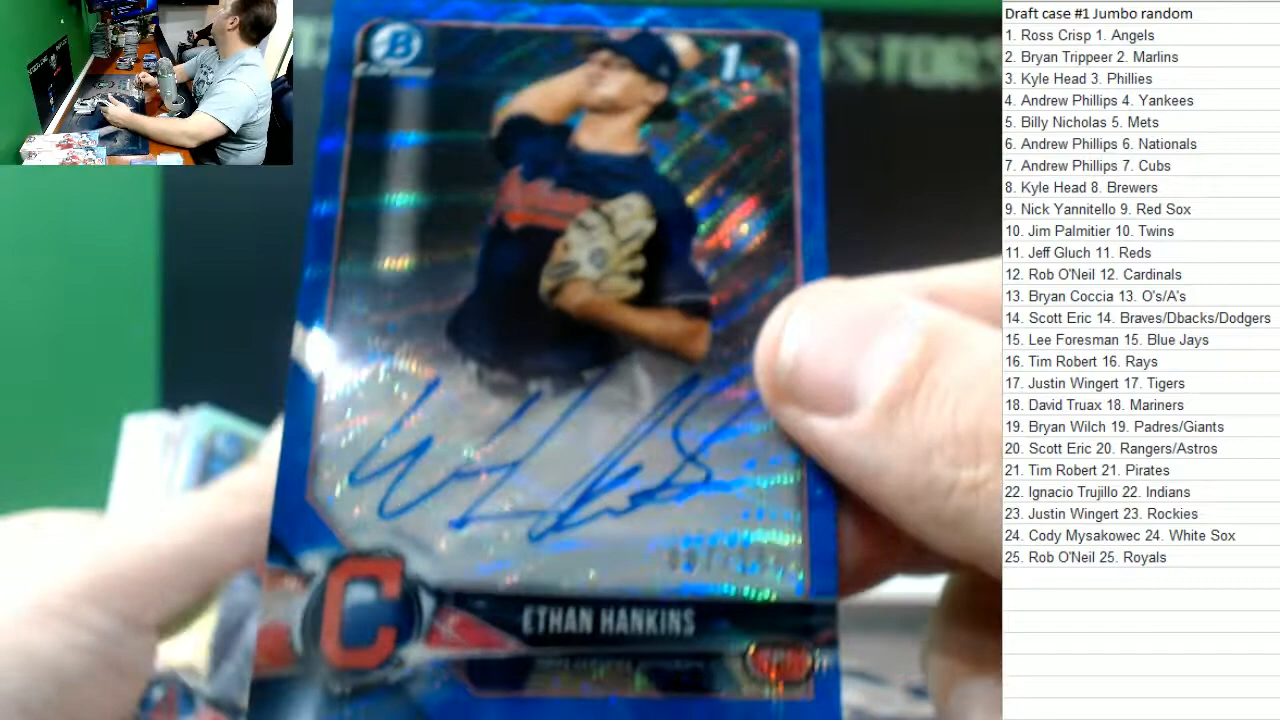 1st
ETHAN HANKINS
C
Draft case #1 Jumbo random
1. Ross Crisp 1. Angels
2. Bryan Trippeer 2. Marlins
3. Kyle Head 3. Phillies
4. Andrew Phillips 4. Yankees
5. Billy Nicholas 5. Mets
6. Andrew Phillips 6. Nationals
7. Andrew Phillips 7. Cubs
8. Kyle Head 8. Brewers
9. Nick Yannitello 9. Red Sox
10. Jim Palmitier 10. Twins
11. Jeff Gluch 11. Reds
12. Rob O'Neil 12. Cardinals
13. Bryan Coccia 13. O's/A's
14. Scott Eric 14. Braves/Dbacks/Dodgers
15. Lee Foresman 15. Blue Jays
16. Tim Robert 16. Rays
17. Justin Wingert 17. Tigers
18. David Truax 18. Mariners
19. Bryan Wilch 19. Padres/Giants
20. Scott Eric 20. Rangers/Astros
21. Tim Robert 21. Pirates
22. Ignacio Trujillo 22. Indians
23. Justin Wingert 23. Rockies
24. Cody Mysakowec 24. White Sox
25. Rob O'Neil 25. Royals